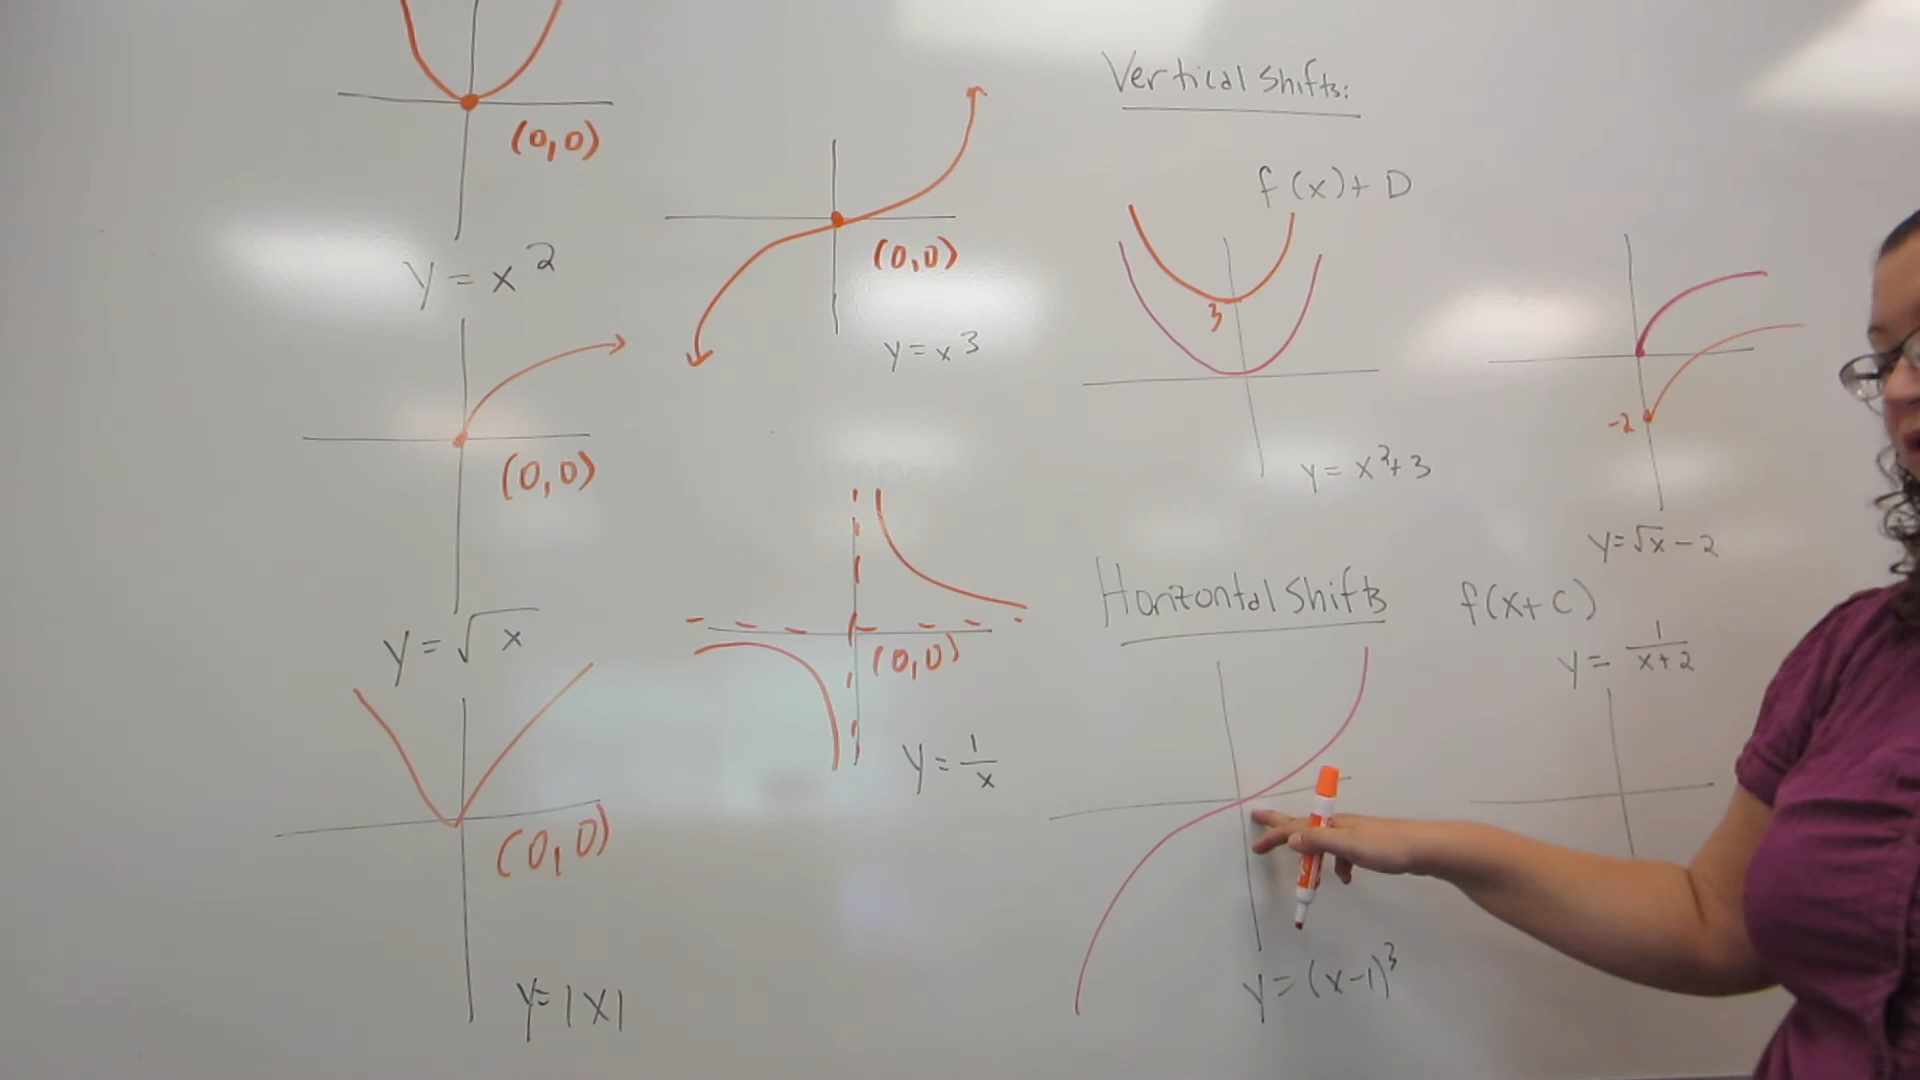 (0,0)
y = x²
(0,0)
y = √x
(0,0)
y = |x|
(0,0)
y = x³
(0,0)
y = 1/x
Vertical Shifts:
f(x) + D
3
y = x² + 3
-2
y = √x - 2
Horizontal Shifts
f(x + C)
y = (x-1)³
y = 1/(x+2)